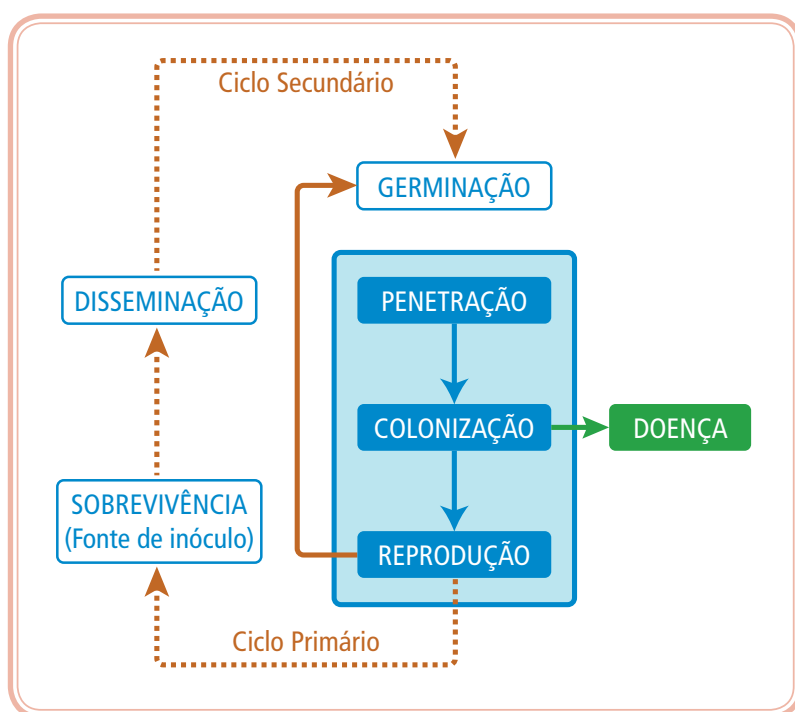 Ciclo Secundário
GERMINAÇÃO
DISSEMINAÇÃO
PENETRAÇÃO
COLONIZAÇÃO
DOENÇA
SOBREVIVÊNCIA
(Fonte de inóculo)
REPRODUÇÃO
Ciclo Primário